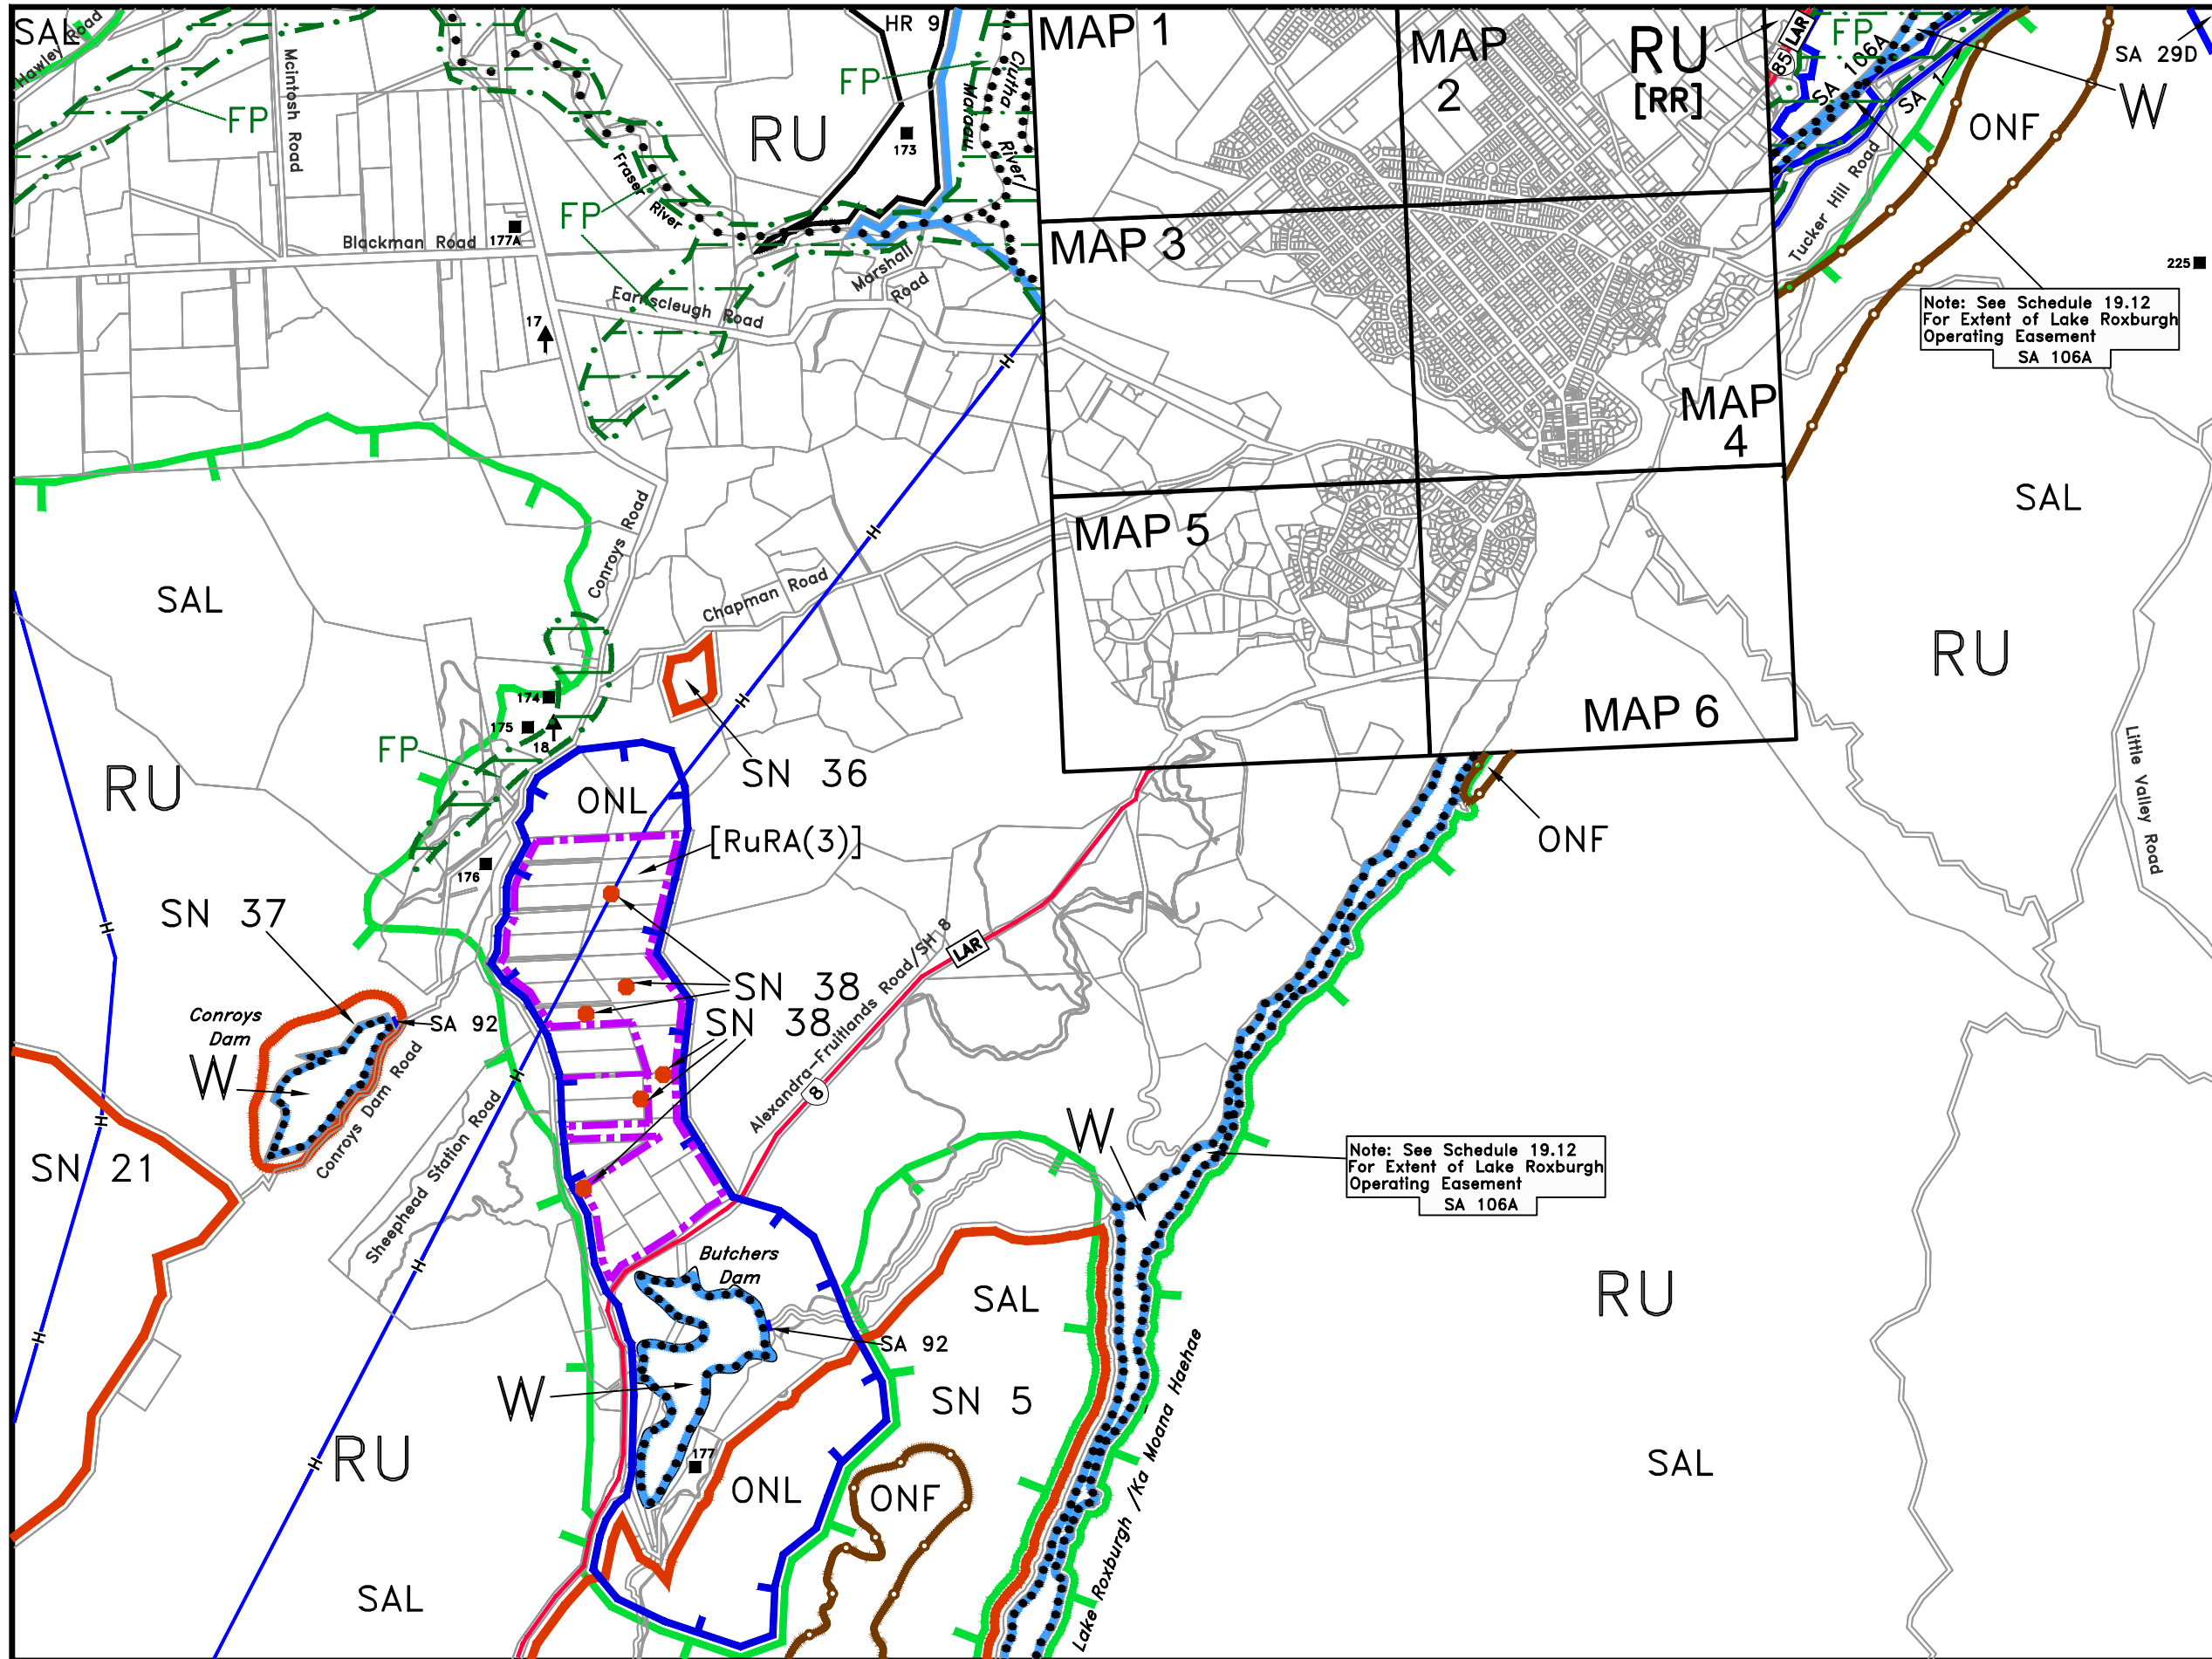 SAL
Hawley Road
FP
Mcintosh Road
HR 9
FP
RU
173
Matau
Clutha
River/
MAP 1
MAP
2
RU
[RR]
85
LAR
FP
SA 106A
SA 1
W
SA 29D
ONF
Fraser
River
FP
Blackman Road
177A
Marshall
Road
Earnscleugh Road
17
MAP 3
MAP
4
Tucker Hill Road
225
Note: See Schedule 19.12
For Extent of Lake Roxburgh
Operating Easement
SA 106A
SAL
MAP 5
MAP 6
Conroys Road
Chapman Road
SAL
RU
Little Valley Road
174
175
18
FP
RU
SN 36
ONL
[RuRA(3)]
176
ONF
SN 37
SN 38
SN 38
Conroys
Dam
SA 92
W
Conroys Dam Road
Sheephead Station Road
Alexandra-Fruitlands Road/SH 8
LAR
8
SN 21
W
Note: See Schedule 19.12
For Extent of Lake Roxburgh
Operating Easement
SA 106A
Butchers
Dam
SA 92
SAL
RU
W
SN 5
Lake Roxburgh /Ka Moana Haehae
RU
177
ONL
ONF
SAL
SAL
H
H
H
H
H
H
H
H
H